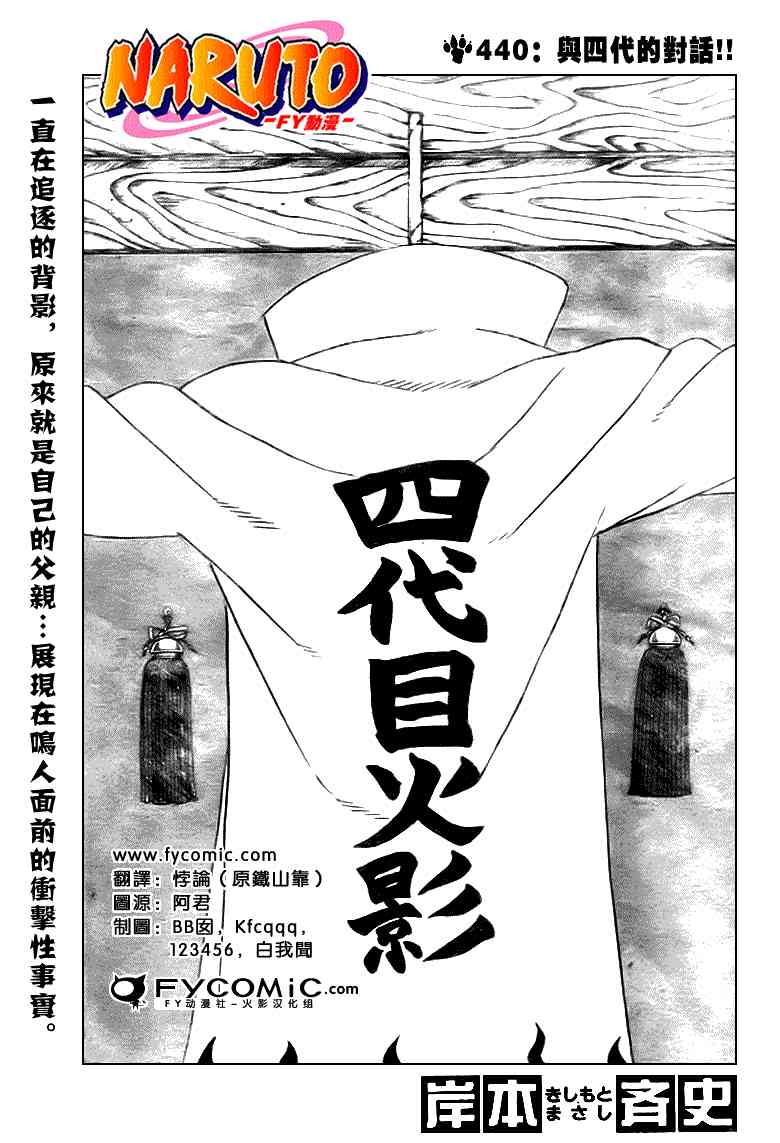 NARUTO
-FY動漫-
440：與四代的對話!!
一直在追逐的背影，原來就是自己的父親…展現在鳴人面前的衝擊性事實。
四代目火影
www.fycomic.com
翻譯：悖論（原鐵山靠）
圖源：阿君
制圖：BB囡，Kfcqqq，
123456，白我聞
FYCOMiC.com
FY动漫社-火影汉化组
岸本斉史
きしもと
まさし